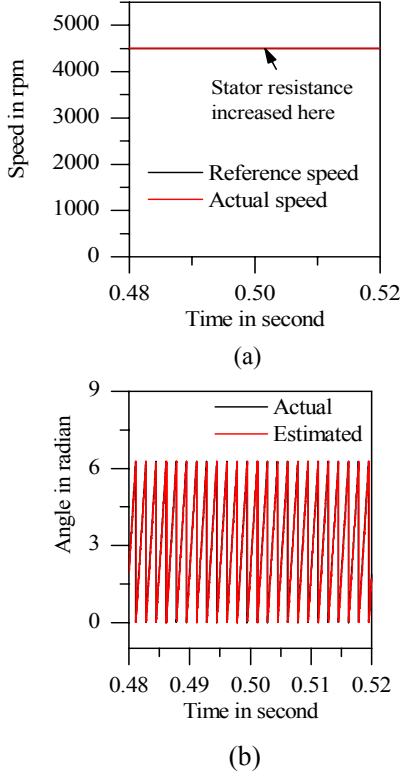 5000
4000
3000
2000
1000
0
Speed in rpm
Stator resistance
increased here
Reference speed
Actual speed
0.48
0.50
0.52
Time in second
(a)
9
6
3
0
Angle in radian
Actual
Estimated
0.48
0.49
0.50
0.51
0.52
Time in second
(b)